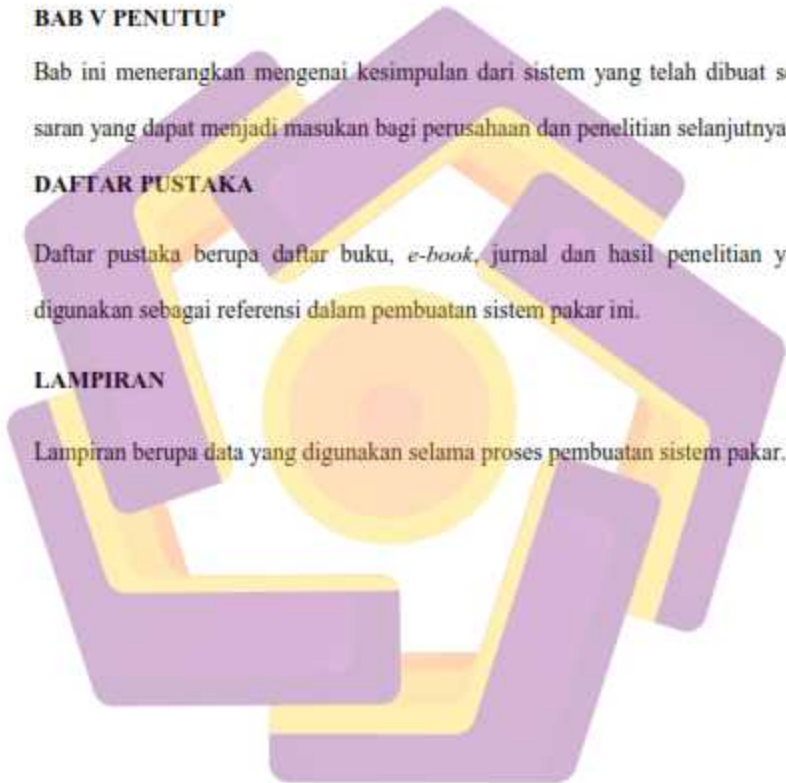 BAB V PENUTUP
Bab ini menerangkan mengenai kesimpulan dari sistem yang telah dibuat
saran yang dapat menjadi masukan bagi perusahaan dan penelitian selanjutnya
DAFTAR PUSTAKA
Daftar pustaka berupa daftar buku, e-book, jurnal dan hasil penelitian
digunakan sebagai referensi dalam pembuatan sistem pakar ini.
LAMPIRAN
Lampiran berupa data yang digunakan selama proses pembuatan sistem pakar.